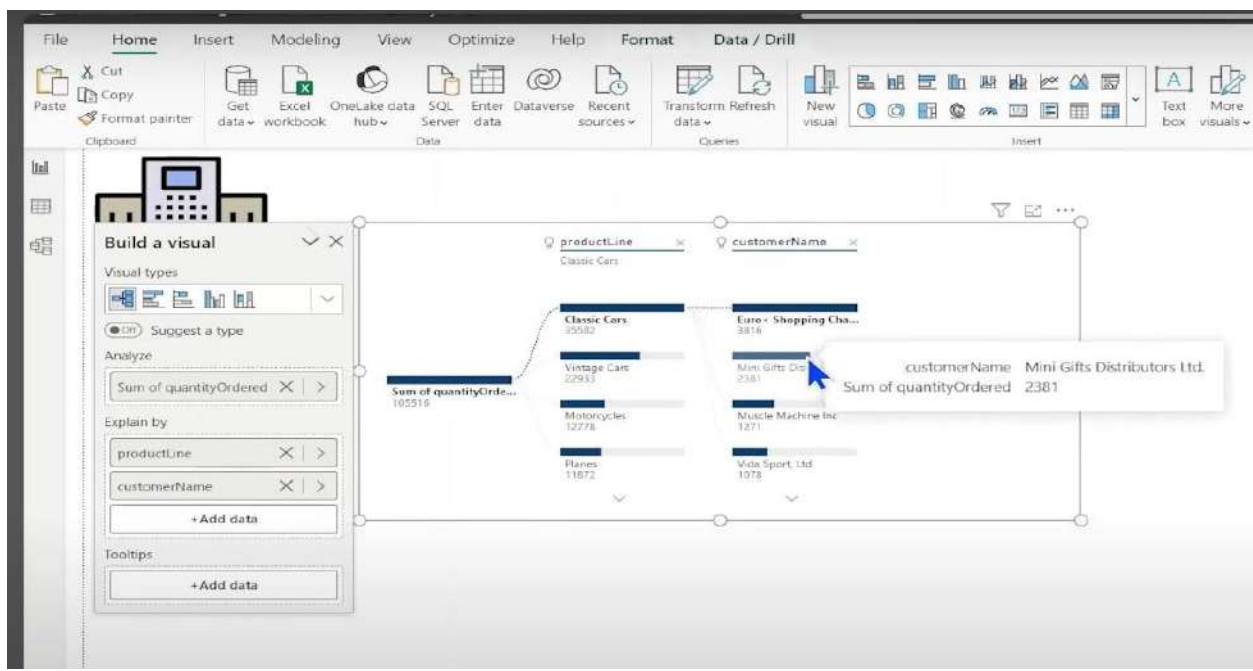 File Home Insert Modeling View Optimize Help Format Data / Drill
Paste
Cut
Copy
Format painter
Clipboard
Get data
Excel workbook
OneLake data hub
SQL Server
Enter data
Dataverse
Recent sources
Data
Transform data
Refresh
Queries
New visual
A
Text box
More visuals
Insert
Build a visual
Visual types
Off Suggest a type
Analyze
Sum of quantityOrdered
Explain by
productLine
customerName
+Add data
Tooltips
+Add data
productLine
Classic Cars
customerName
Sum of quantityOrde...
105516
Classic Cars
35582
Vintage Cars
22933
Motorcycles
12778
Planes
11872
Euro+ Shopping Cha...
3816
Mini Gifts Dis
2381
Muscle Machine Inc
1271
Vida Sport, Ltd
1078
customerName Mini Gifts Distributors Ltd.
Sum of quantityOrdered 2381